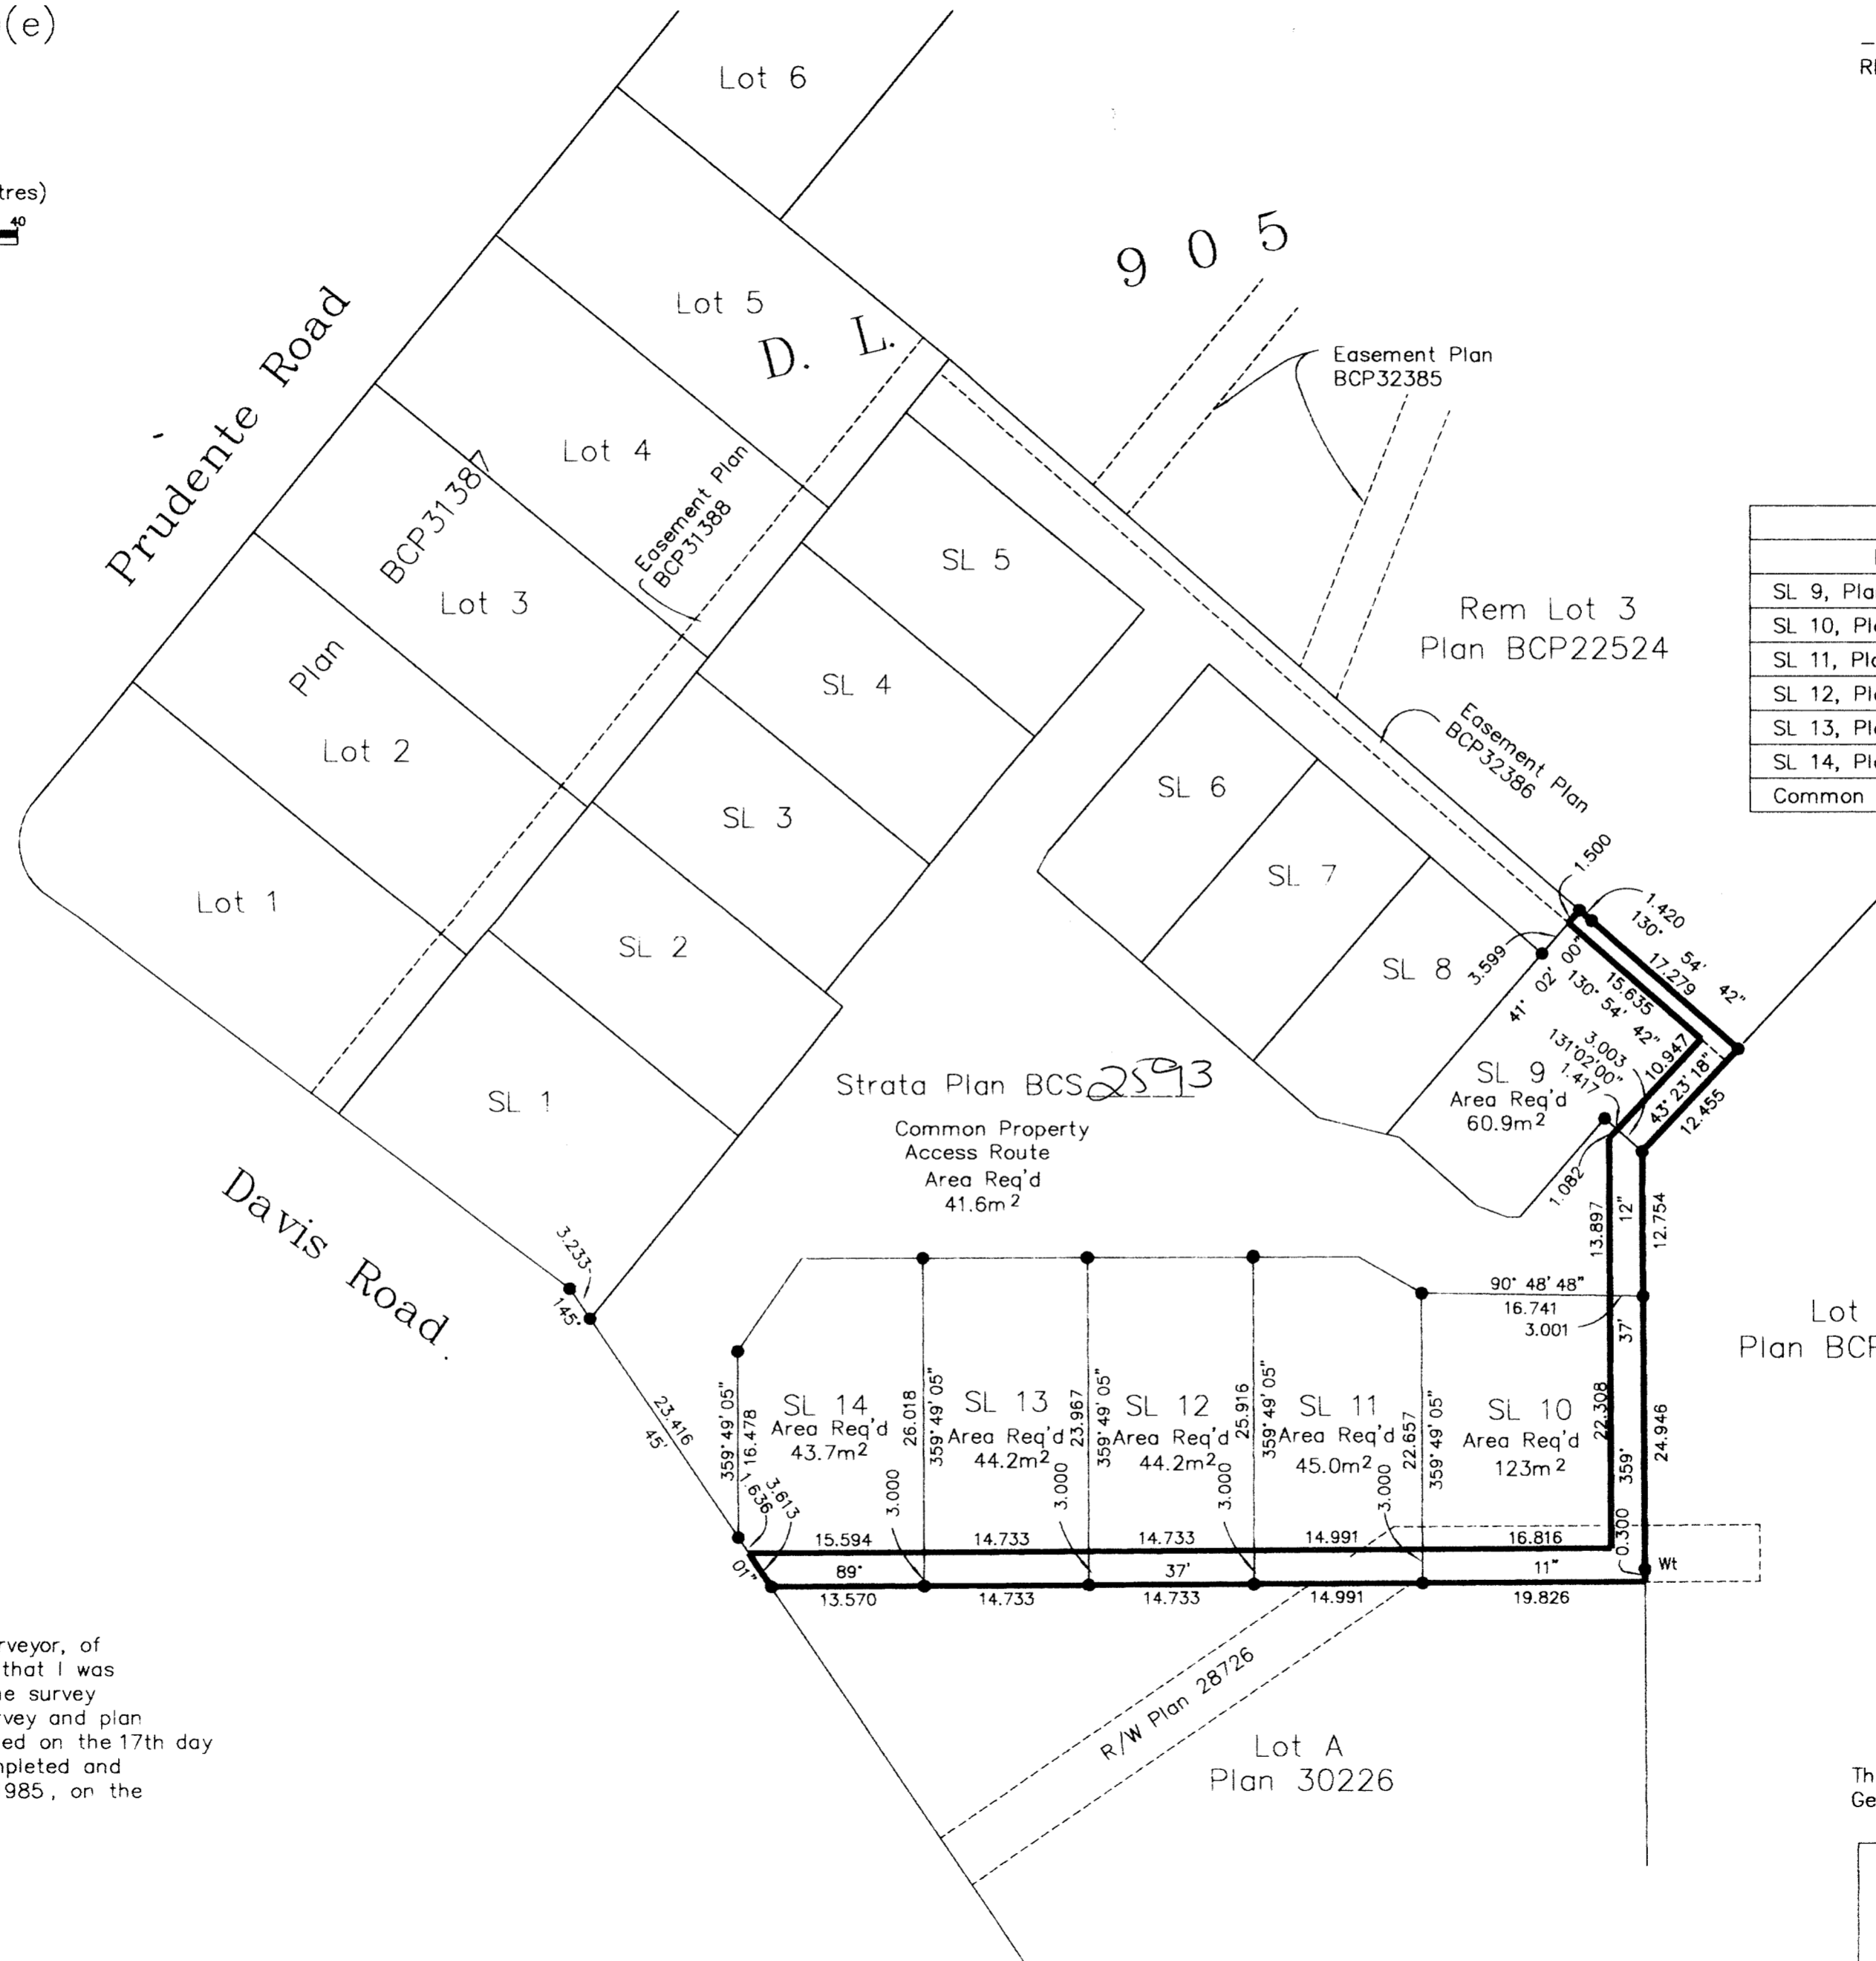 (e)
tres)
40
Lot 6
Lot 5
D. L.
9 0 5
Easement Plan
BCP32385
Prudente Road
Lot 4
BCP31387
Easement Plan
BCP31388
SL 5
Lot 3
Plan
Rem Lot 3
Plan BCP22524
SL 9, Pla
SL 10, Pla
SL 11, Pla
SL 12, Pla
SL 13, Pla
SL 14, Pla
Common
SL 4
Easement Plan
BCP32386
Lot 2
SL 6
SL 3
SL 7
1.500
Lot 1
SL 2
SL 8
3.599
1.420
130° 54' 42"
17.279
41° 02' 00"
15.635
130° 54' 42"
3.003
131°02'00"
1.417
10.947
43° 23' 18"
12.455
SL 9
Area Req'd
60.9m²
SL 1
Strata Plan BCS 2593
Common Property
Access Route
Area Req'd
41.6m²
1.082
13.897
12"
12.754
Davis Road
3.233
145°
90° 48' 48"
16.741
3.001
37'
Lot
Plan BCP
23.416
45'
359° 49' 05"
16.478
SL 14
Area Req'd
43.7m²
26.018
359° 49' 05"
SL 13
Area Req'd
44.2m²
23.967
359° 49' 05"
SL 12
Area Req'd
44.2m²
25.916
359° 49' 05"
SL 11
Area Req'd
45.0m²
22.657
359° 49' 05"
SL 10
Area Req'd
123m²
22.308
359°
24.946
1.636
3.613
3.000
3.000
3.000
3.000
0.300
Wt
15.594
14.733
14.733
14.991
16.816
01"
89°
37'
11"
13.570
14.733
14.733
14.991
19.826
R/W Plan 28726
Lot A
Plan 30226
rveyor, of
that I was
e survey
rvey and plan
ed on the 17th day
mpleted and
985, on the
Th
Ge